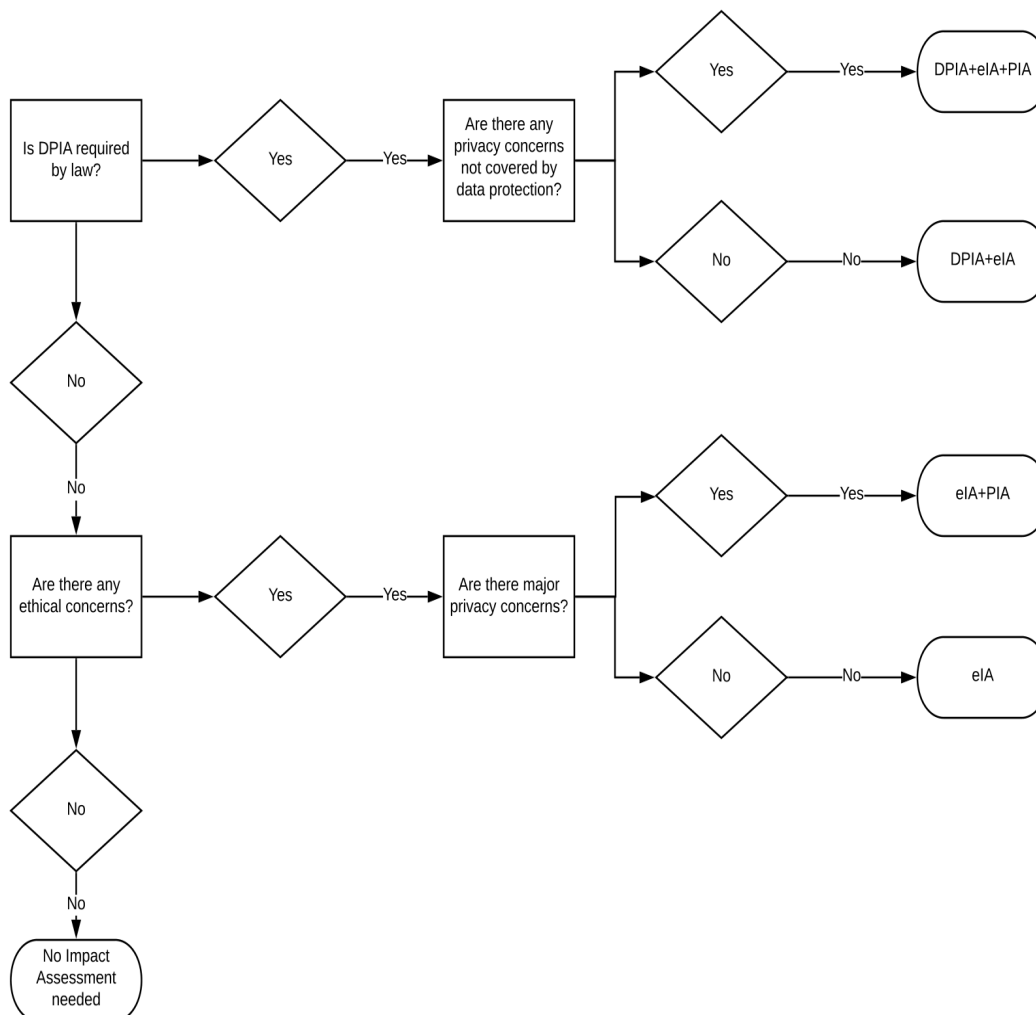 Yes
Yes
DPIA+eIA+PIA
Is DPIA required
by law?
Yes
Yes
Are there any
privacy concerns
not covered by
data protection?
No
No
DPIA+eIA
No
No
Yes
Yes
eIA+PIA
Are there any
ethical concerns?
Yes
Yes
Are there major
privacy concerns?
No
No
eIA
No
No
No Impact
Assessment
needed